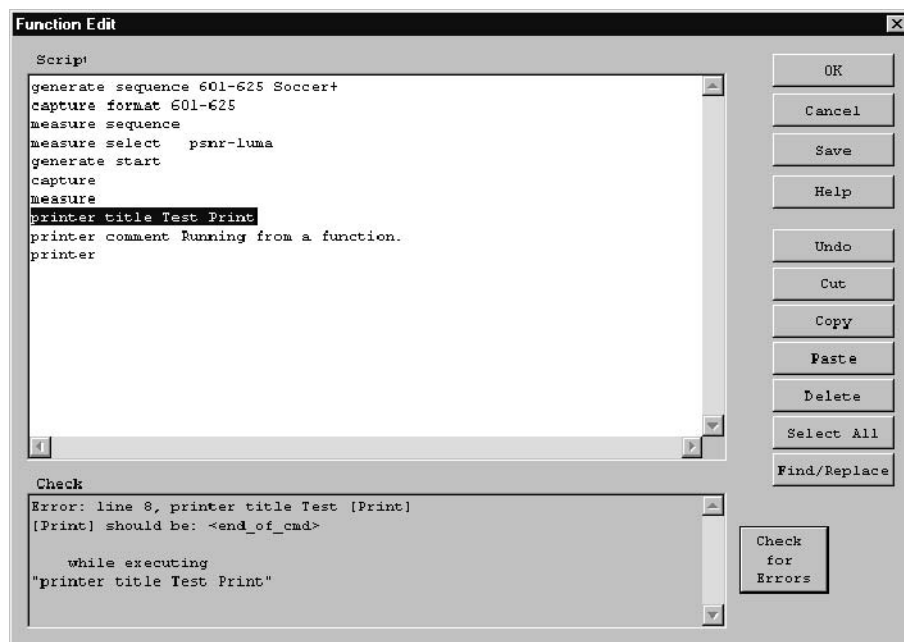 Function Edit
Script
generate sequence 601-625 Soccer+
capture format 601-625
measure sequence
measure select psnr-luma
generate start
capture
measure
printer title Test Print
printer comment Running from a function.
printer
OK
Cancel
Save
Help
Undo
Cut
Copy
Paste
Delete
Select All
Find/Replace
Check
Error: line 8, printer title Test [Print]
[Print] should be: <end_of_cmd>
while executing
"printer title Test Print"
Check
for
Errors